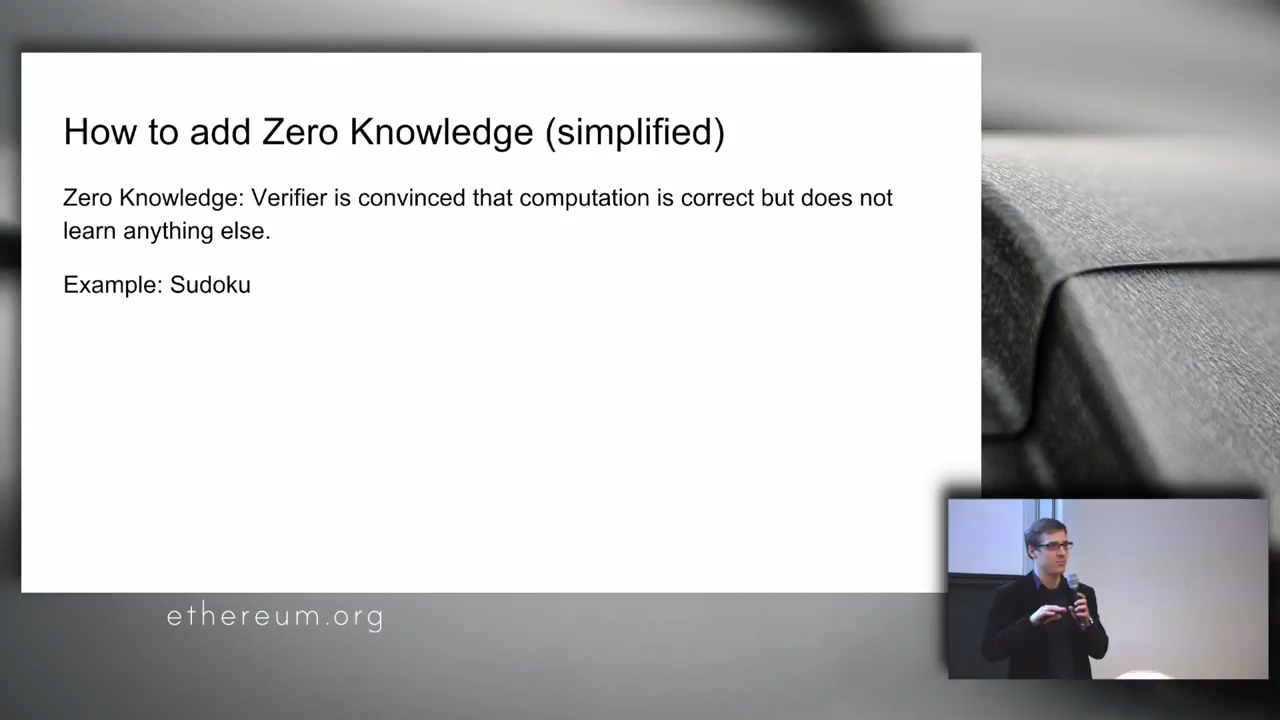 How to add Zero Knowledge (simplified)
Zero Knowledge: Verifier is convinced that computation is correct but does not
learn anything else.
Example: Sudoku
ethereum.org